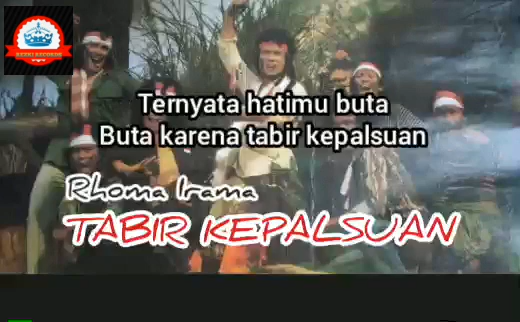 Ternyata hatimu buta
Buta karena tabir kepalsuan
Rhoma Irama
TABIR KEPALSUAN